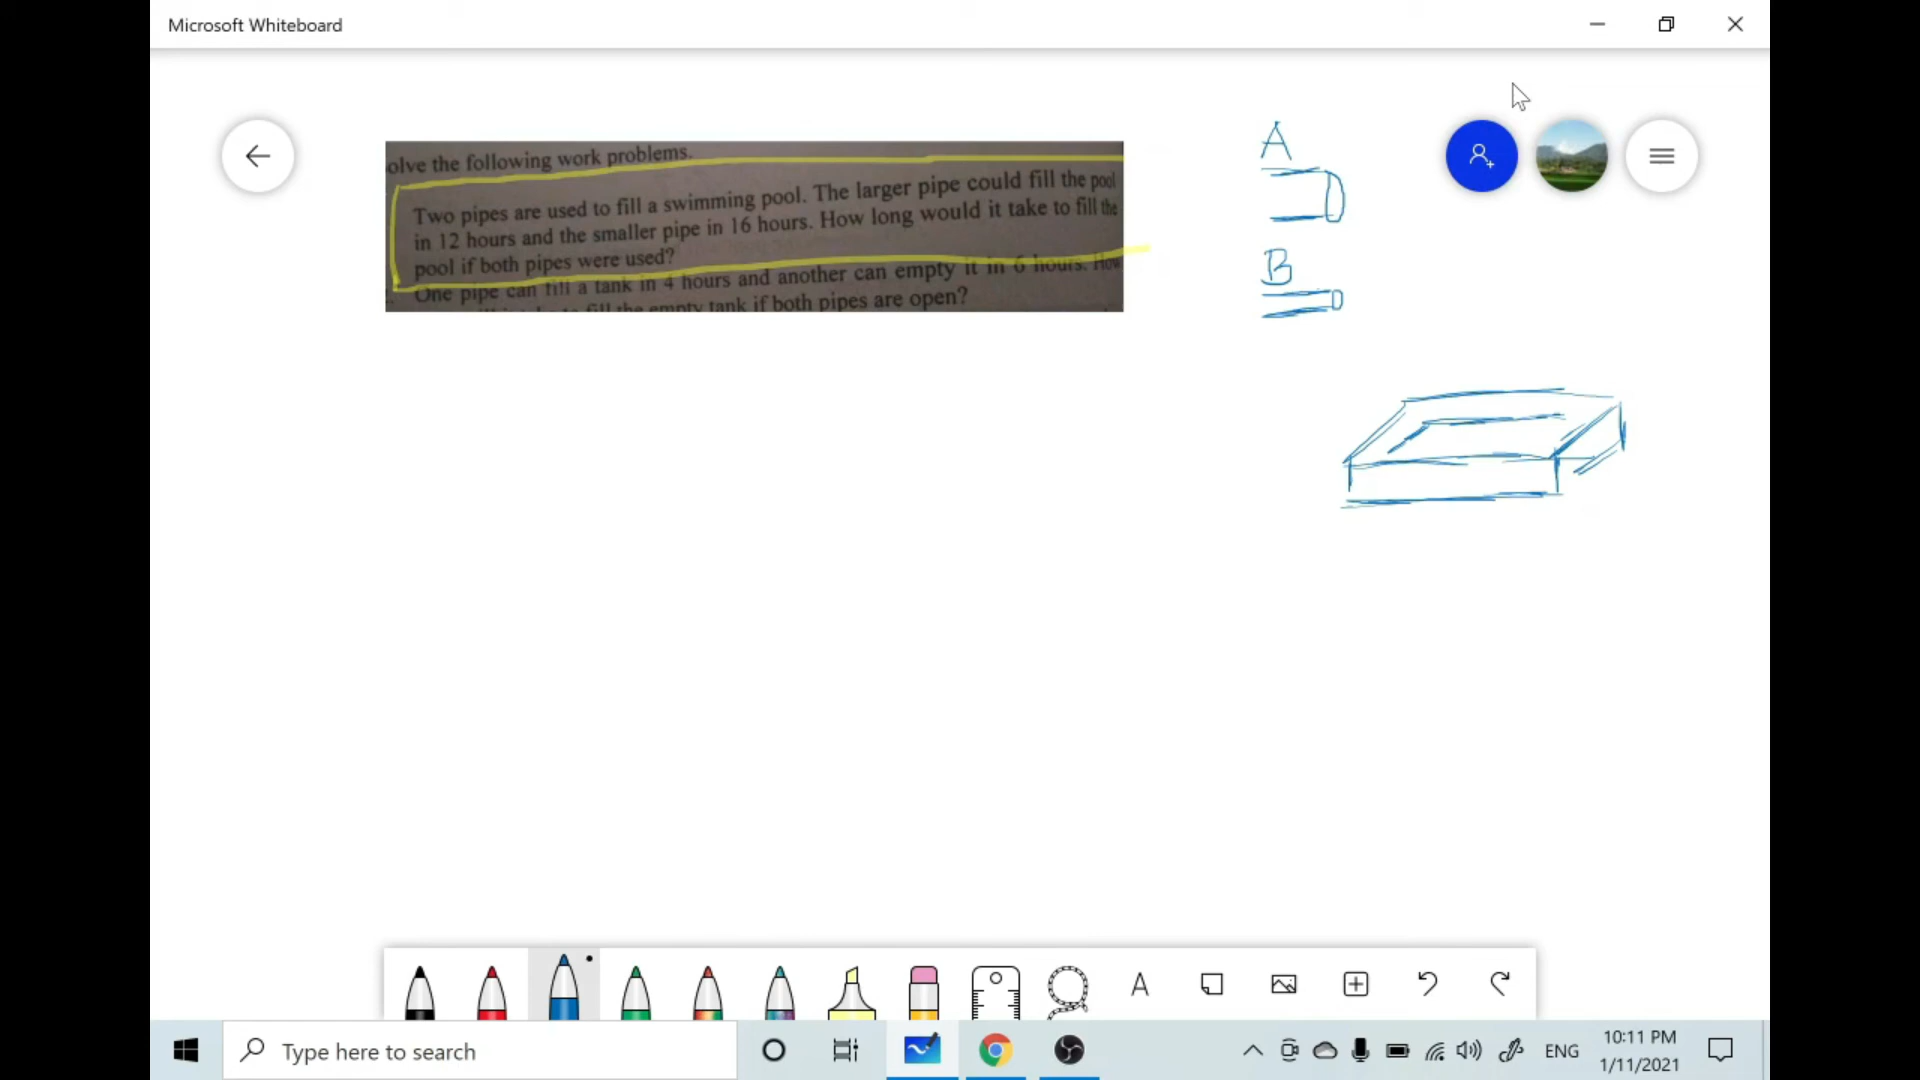 Microsoft Whiteboard
olve the following work problems.
Two pipes are used to fill a swimming pool. The larger pipe could fill the pool
in 12 hours and the smaller pipe in 16 hours. How long would it take to fill the
pool if both pipes were used?
One pipe can fill a tank in 4 hours and another can empty it in 6 hours. How
to fill the empty tank if both pipes are open?
A
B
A
Type here to search
ENG
10:11 PM
1/11/2021